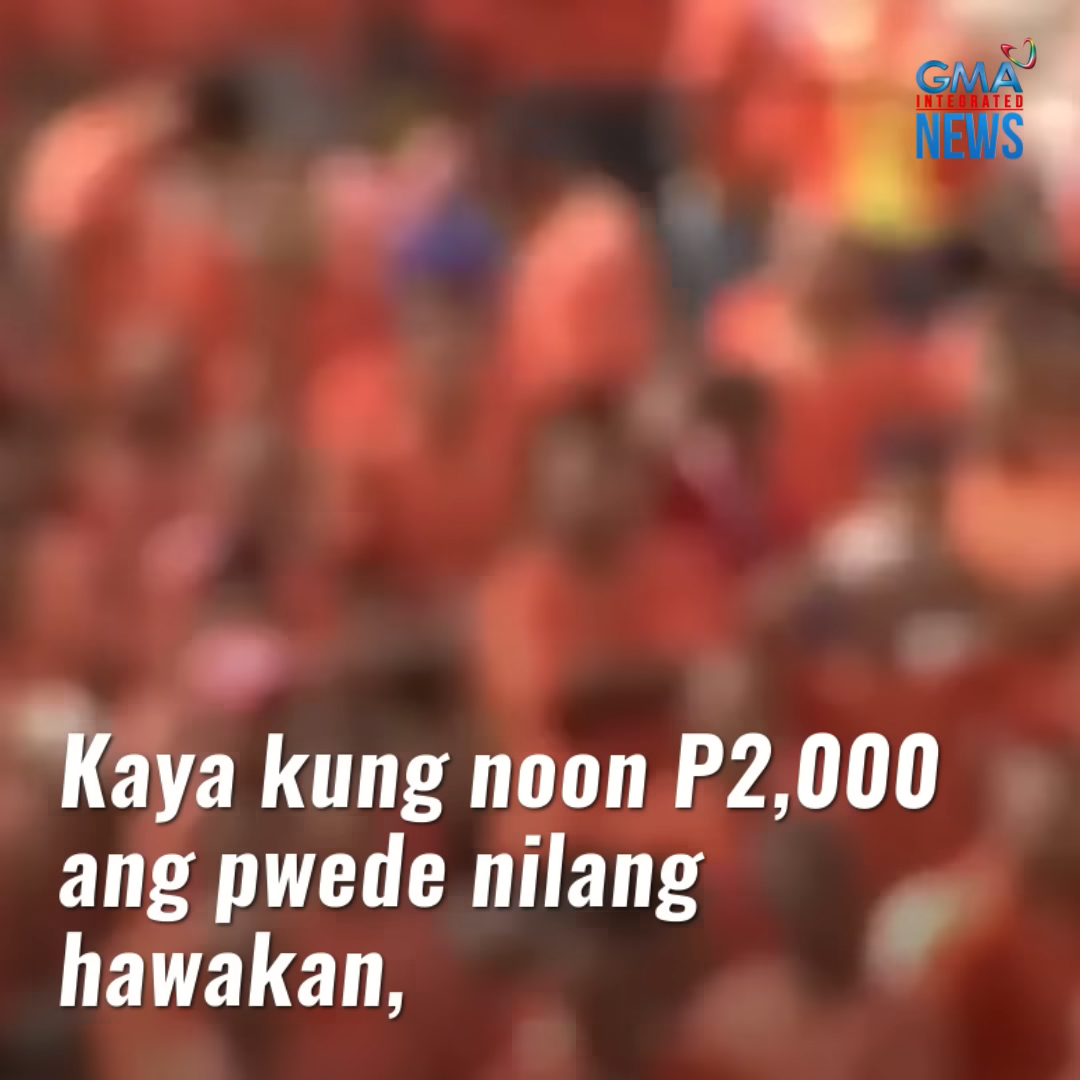 GMA
INTEGRATED
NEWS
Kaya kung noon P2,000
ang pwede nilang
hawakan,